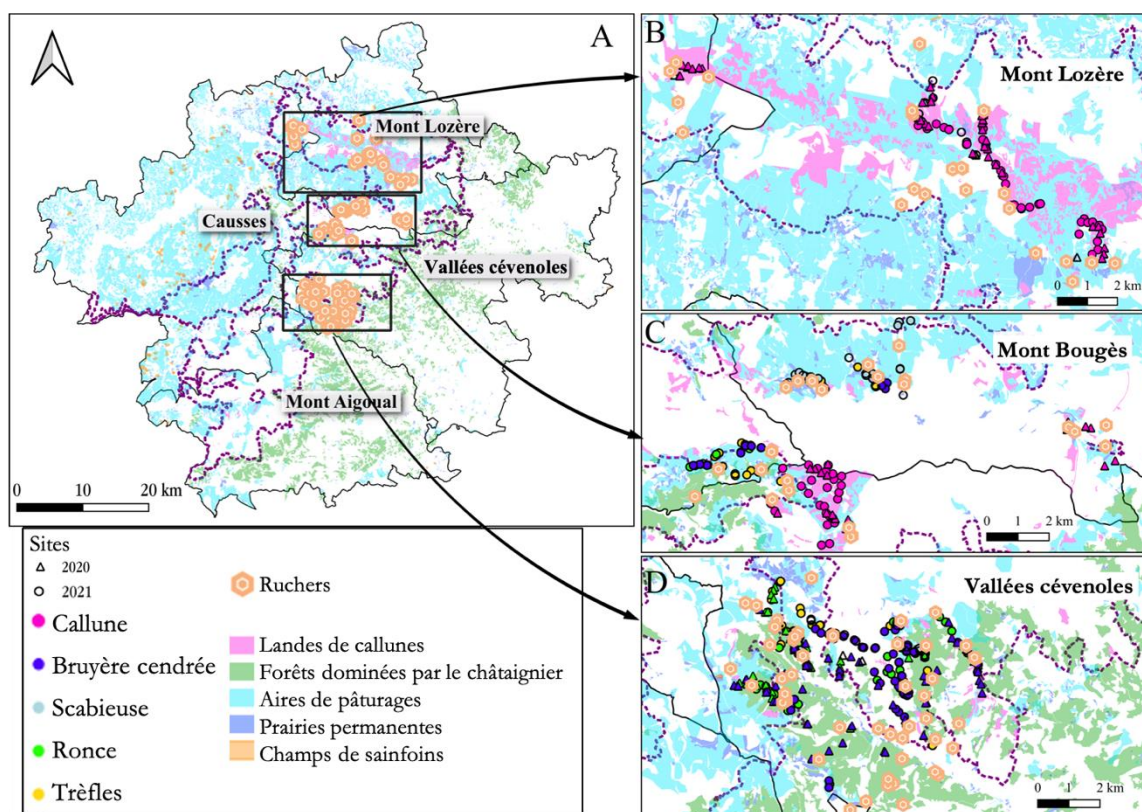 A
Mont Lozère
Causses
Vallées cévenoles
Mont Aigoual
0 10 20 km
Sites
2020
2021
Callune
Bruyère cendrée
Scabieuse
Ronce
Trèfles
Ruchers
Landes de callunes
Forêts dominées par le châtaignier
Aires de pâturages
Prairies permanentes
Champs de sainfoins
B
Mont Lozère
0 1 2 km
C
Mont Bougès
0 1 2 km
D
Vallées cévenoles
0 1 2 km